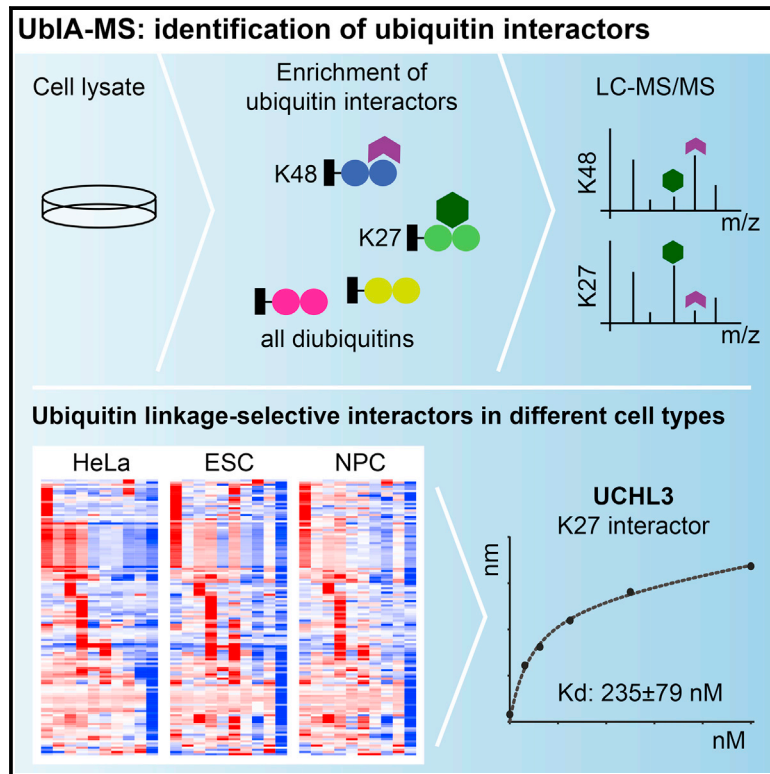 UbIA-MS: identification of ubiquitin interactors
Cell lysate
Enrichment of
ubiquitin interactors
LC-MS/MS
K48
K27
all diubiquitins
K48
m/z
K27
m/z
Ubiquitin linkage-selective interactors in different cell types
HeLa
ESC
NPC
UCHL3
K27 interactor
nm
Kd: 235±79 nM
nM